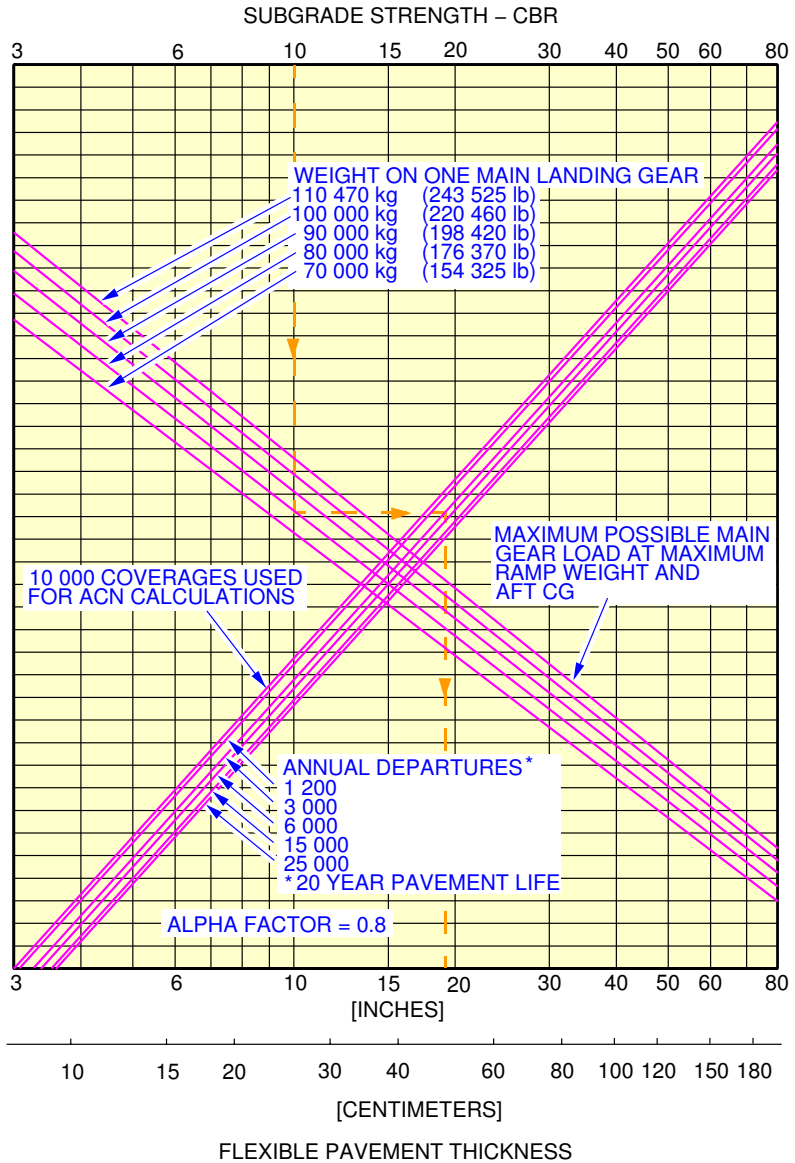 SUBGRADE STRENGTH – CBR
3 6 10 15 20 30 40 50 60 80
WEIGHT ON ONE MAIN LANDING GEAR
110 470 kg (243 525 lb)
100 000 kg (220 460 lb)
90 000 kg (198 420 lb)
80 000 kg (176 370 lb)
70 000 kg (154 325 lb)
MAXIMUM POSSIBLE MAIN
GEAR LOAD AT MAXIMUM
RAMP WEIGHT AND
AFT CG
10 000 COVERAGES USED
FOR ACN CALCULATIONS
ANNUAL DEPARTURES*
1 200
3 000
6 000
15 000
25 000
*20 YEAR PAVEMENT LIFE
ALPHA FACTOR = 0.8
3 6 10 15 20 30 40 50 60 80
[INCHES]
10 15 20 30 40 60 80 100 120 150 180
[CENTIMETERS]
FLEXIBLE PAVEMENT THICKNESS